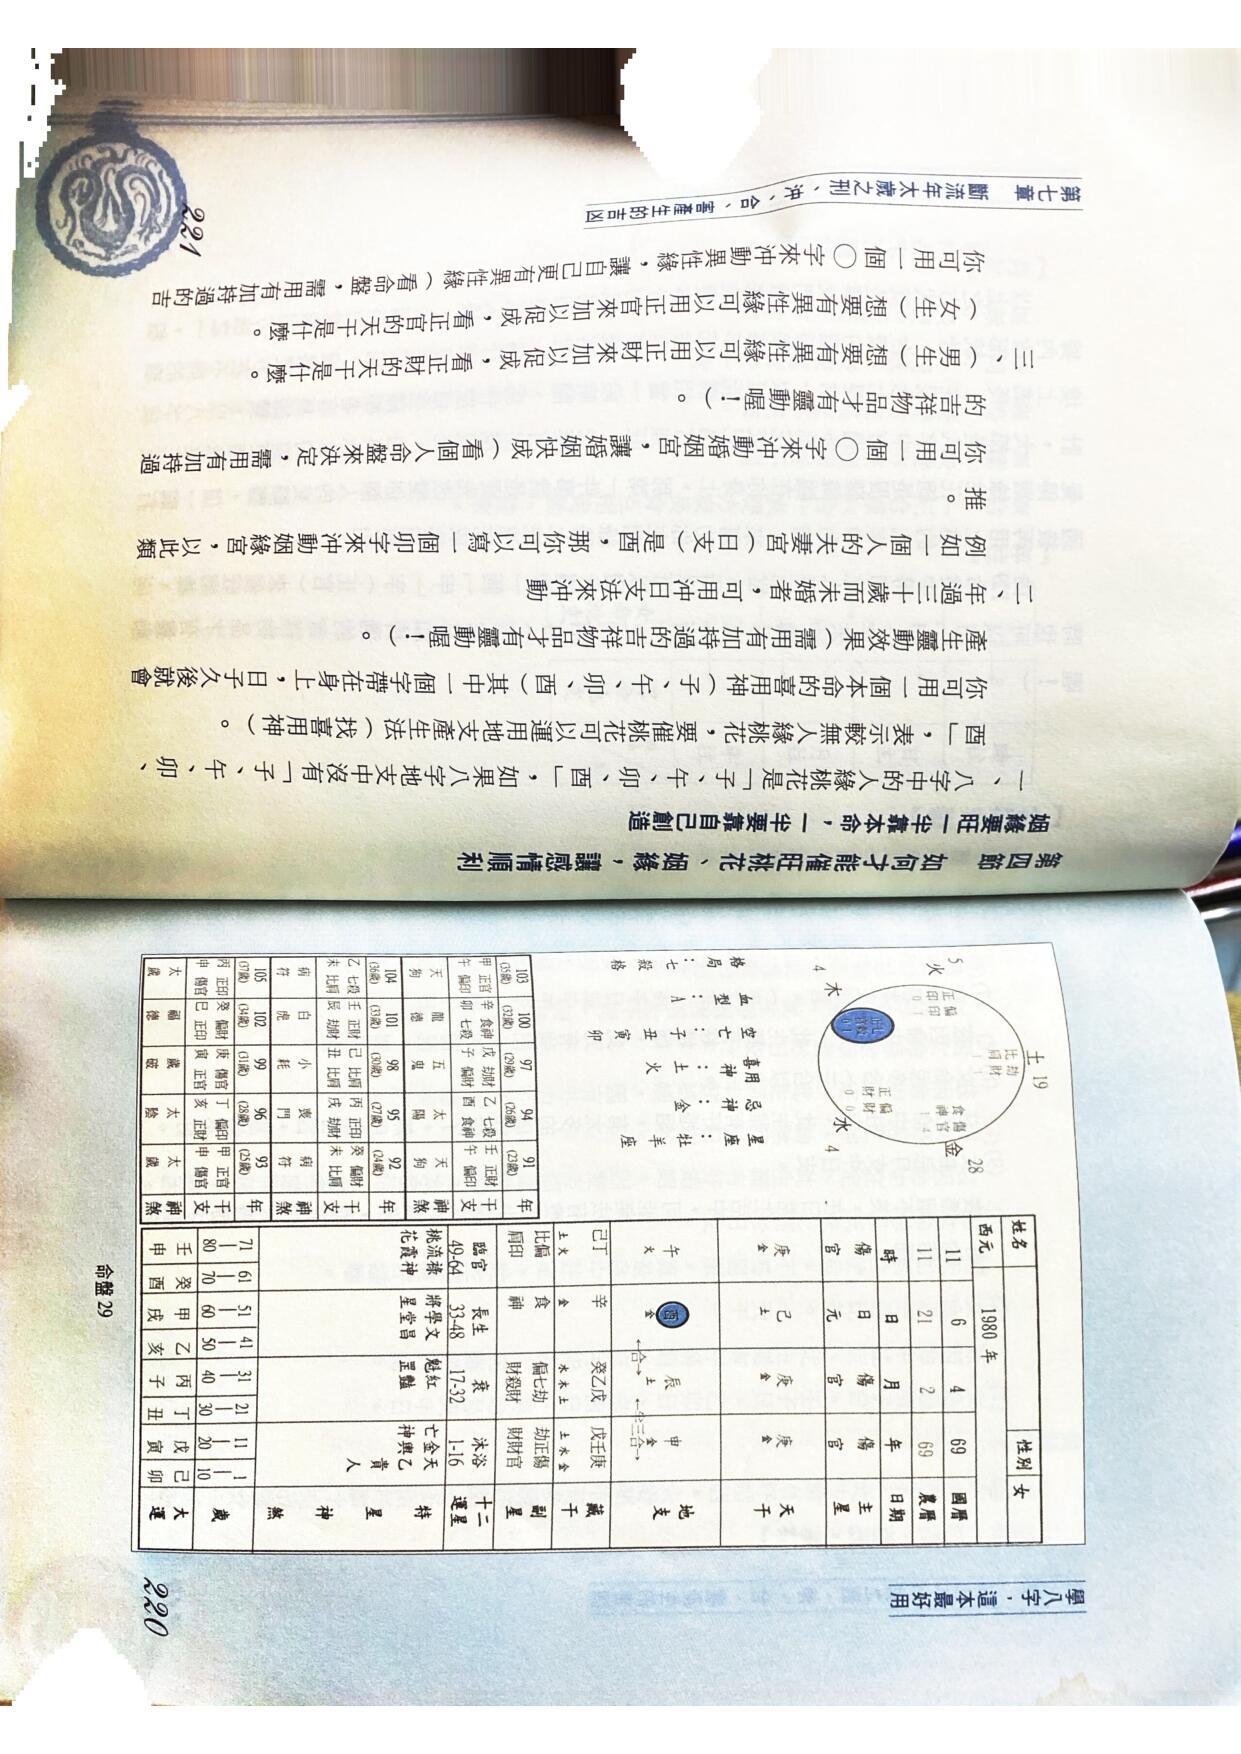 學八字，這本最好用
姓名 性別 女
西元 1980 年
11 6 4 69 國曆
11 21 2 69 農曆
時 日 月 年 日期
傷官 日元 傷官 傷官 主星
庚金 己土 庚金 庚金 天干
午火 酉金 辰土 申金 地支
←合→ ←半三合→
己丁 辛 癸乙戊 戊壬庚 藏干
土火 金 水木土 土水金
比肩 偏印 食神 偏財 七殺 劫財 劫財 正財 傷官 副星
臨官 長生 衰 沐浴 十二運星
49-64 33-48 17-32 1-16
桃花 流霞 祿神 將星 學堂 文昌 魁罡 紅豔 亡神 金輿 天乙貴人 特星神煞
71|80 61|70 51|60 41|50 31|40 21|30 11|20 1|10 歲
壬申 癸酉 甲戌 乙亥 丙子 丁丑 戊寅 己卯 大運
土 19
比肩1 劫財1
28 金
食神1 傷官4
5 火
正印0 偏印1
正財0 偏財0
水 4
木 4
正官0 七殺1
星座：牡羊座
忌神：金
喜用神：土火
空亡：子丑寅卯
血型：A
格局：七殺格
103 100 97 94 91 年
(35歲) (32歲) (29歲) (26歲) (23歲)
甲 正官 辛 食神 戊 劫財 乙 七殺 壬 正財 干支
午 偏印 卯 七殺 子 偏財 酉 食神 午 偏印
天狗 龍德 五鬼 太陽 天狗 神煞
104 101 98 95 92 年
(36歲) (33歲) (30歲) (27歲) (24歲)
乙 七殺 壬 正財 己 比肩 丙 正印 癸 偏財 干支
未 比肩 辰 劫財 丑 比肩 戌 劫財 未 比肩
病符 白虎 小耗 喪門 病符 神煞
105 102 99 96 93 年
(37歲) (34歲) (31歲) (28歲) (25歲)
丙 正印 癸 偏財 庚 傷官 丁 偏印 甲 正官 干支
申 傷官 巳 正印 寅 正官 亥 正財 申 傷官
太歲 福德 歲破 太陰 太歲 神煞
命盤 29
220
第四節 如何才能催旺桃花、姻緣，讓感情順利
姻緣要旺一半靠本命，一半要靠自己創造
一、八字中的人緣桃花是「子、午、卯、酉」，如果八字地支中沒有「子、午、卯、
酉」，表示較無人緣桃花，要催桃花可以運用地支產生法（找喜用神）。
你可用一個本命的喜用神（子、午、卯、酉）其中一個字帶在身上，日子久後就會
產生靈動效果（需用有加持過的吉祥物品才有靈動喔！）。
二、年過三十歲而未婚者，可用沖日支法來沖動
例如一個人的夫妻宮（日支）是酉，那你可以寫一個卯字來沖動姻緣宮，以此類
推。
你可用一個〇字來沖動婚姻宮，讓婚姻快成（看個人命盤來決定，需用有加持過
的吉祥物品才有靈動喔！）。
三、（男生）想要有異性緣可以用正財來加以促成，看正財的天干是什麼。
（女生）想要有異性緣可以用正官來加以促成，看正官的天干是什麼。
你可用一個〇字來沖動異性緣，讓自己更有異性緣（看命盤，需用有加持過的吉
第七章 斷流年太歲之刑、沖、合、害產生的吉凶
221